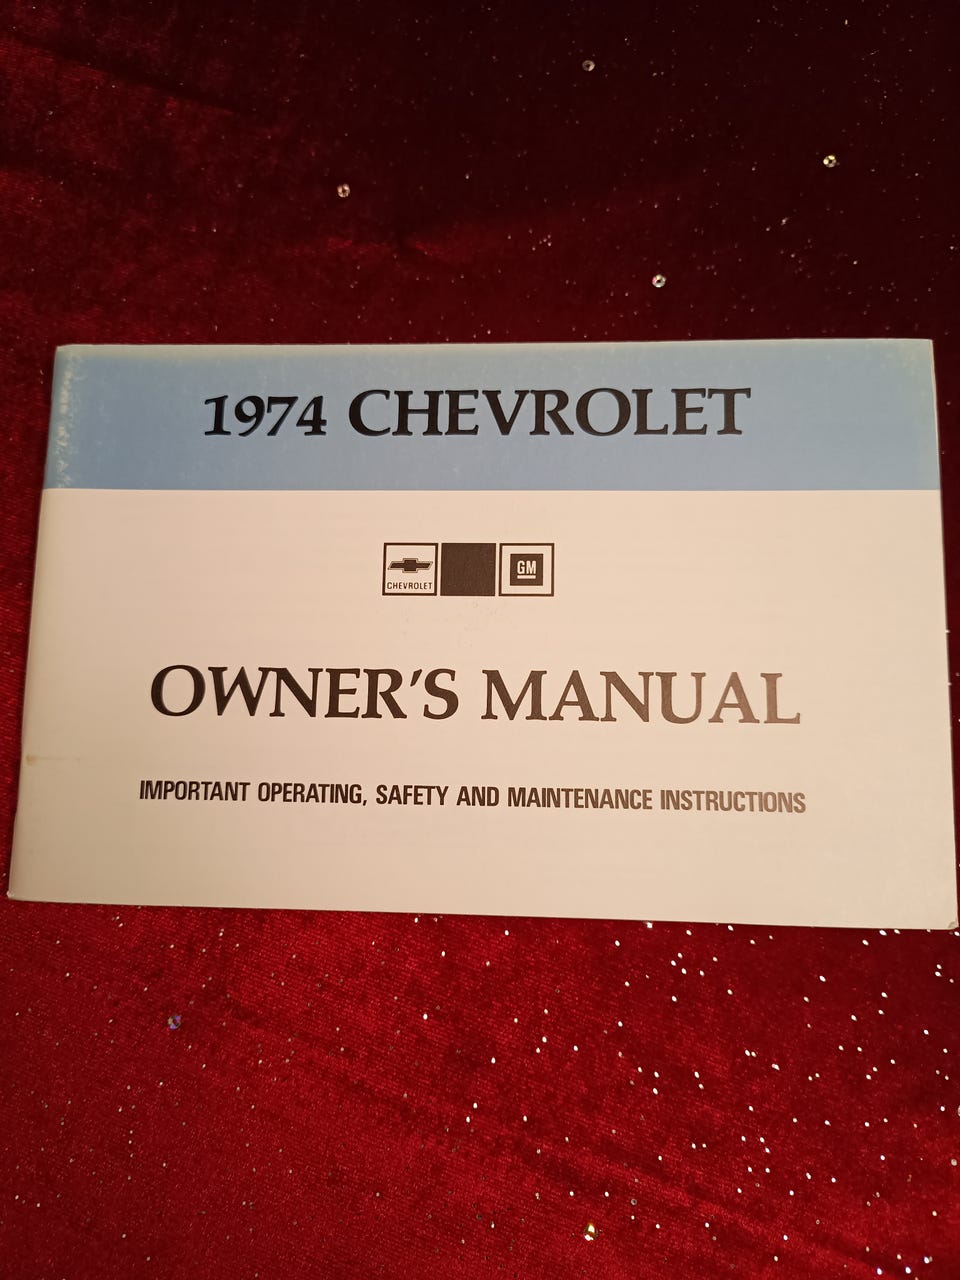 1974 CHEVROLET
CHEVROLET
GM
OWNER'S MANUAL
IMPORTANT OPERATING, SAFETY AND MAINTENANCE INSTRUCTIONS